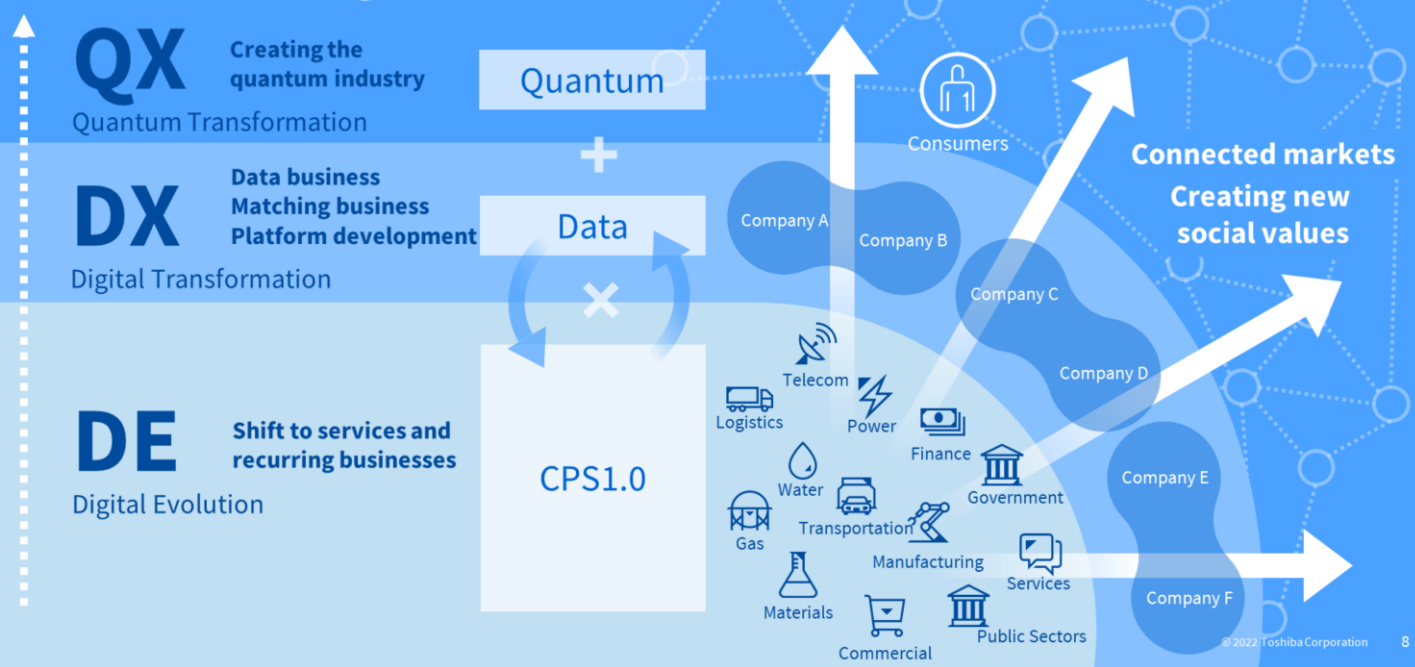 QX
Creating the
quantum industry
Quantum Transformation
Quantum
+
DX
Data business
Matching business
Platform development
Digital Transformation
Data
×
DE
Shift to services and
recurring businesses
Digital Evolution
CPS1.0
Consumers
Connected markets
Creating new
social values
Company A
Company B
Company C
Company D
Company E
Company F
Telecom
Logistics
Power
Finance
Water
Government
Transportation
Gas
Manufacturing
Services
Materials
Public Sectors
Commercial
© 2022 Toshiba Corporation
8